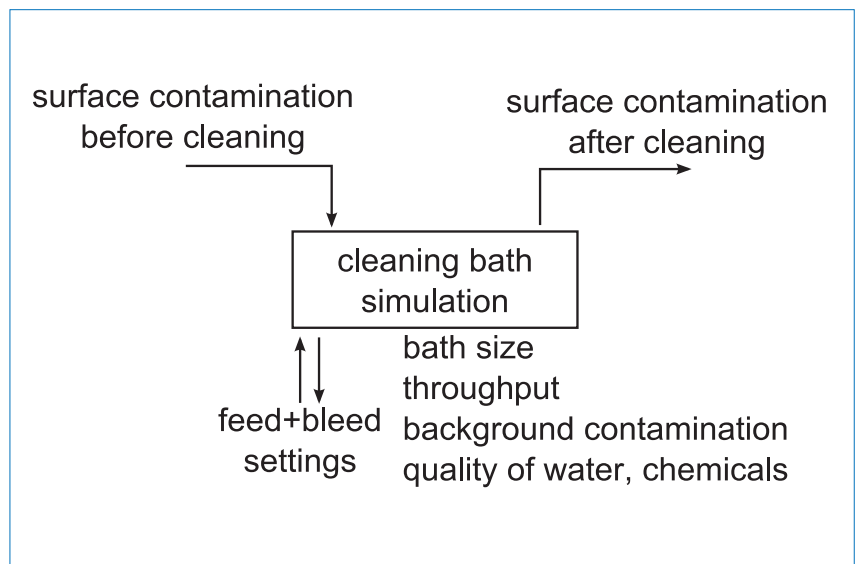 surface contamination
before cleaning
surface contamination
after cleaning
cleaning bath
simulation
bath size
throughput
background contamination
quality of water, chemicals
feed+bleed
settings